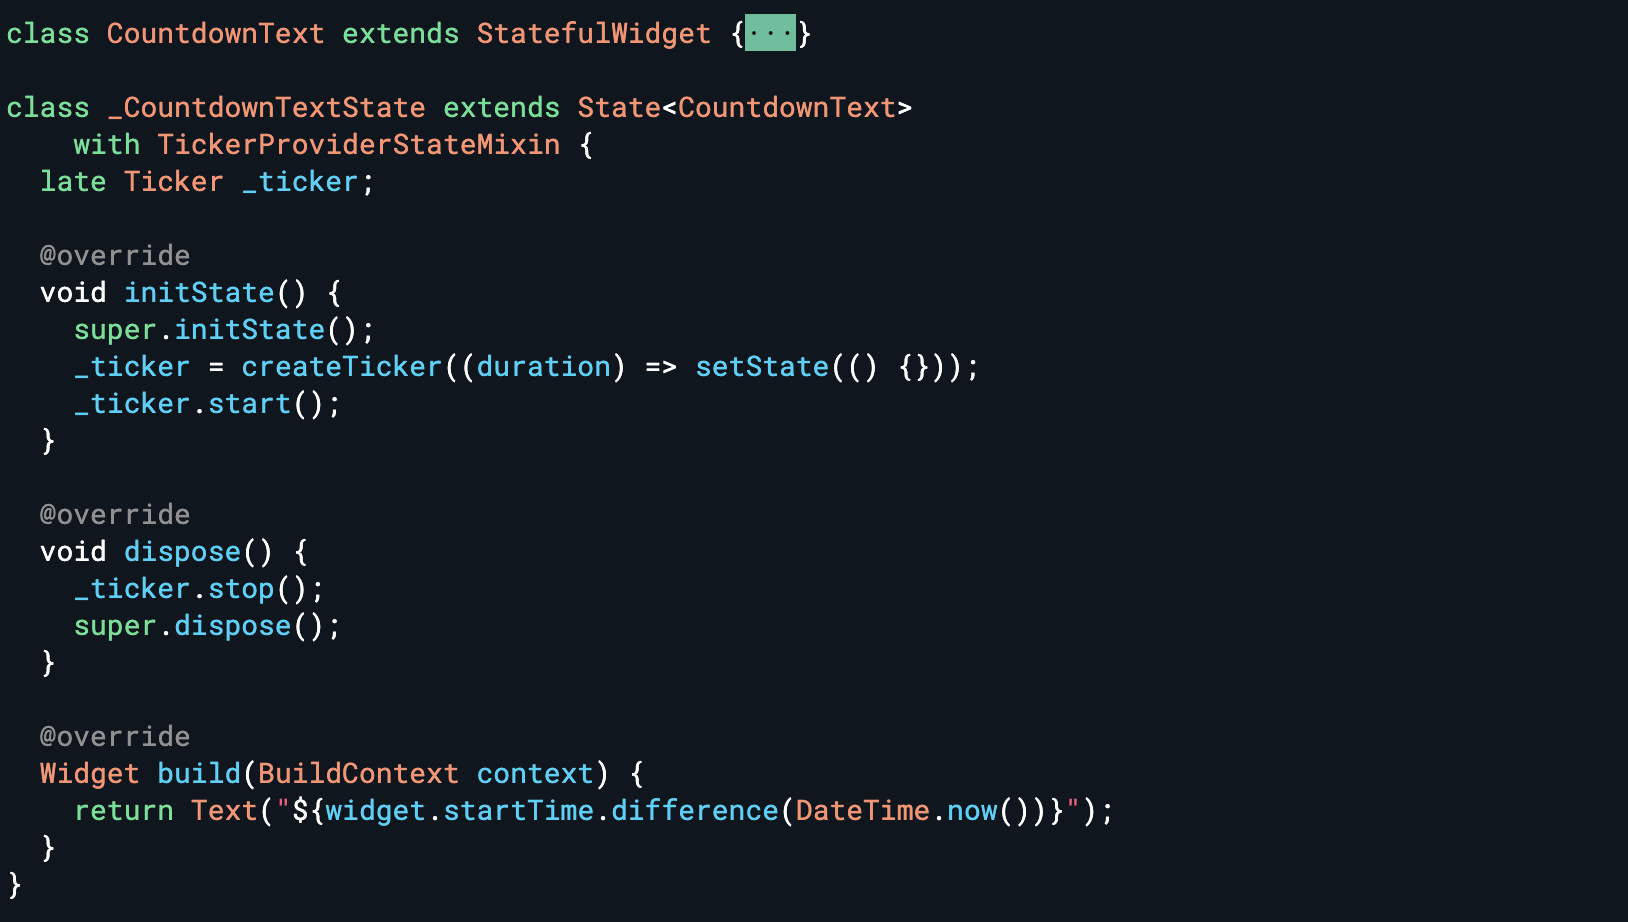 class CountdownText extends StatefulWidget {···}

class _CountdownTextState extends State<CountdownText>
    with TickerProviderStateMixin {
  late Ticker _ticker;

  @override
  void initState() {
    super.initState();
    _ticker = createTicker((duration) => setState(() {}));
    _ticker.start();
  }

  @override
  void dispose() {
    _ticker.stop();
    super.dispose();
  }

  @override
  Widget build(BuildContext context) {
    return Text("${widget.startTime.difference(DateTime.now())}");
  }
}